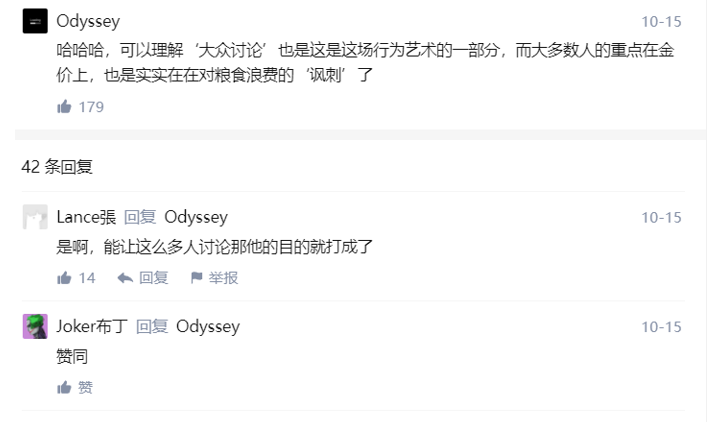 Odyssey 10-15
哈哈哈，可以理解‘大众讨论’也是这是这场行为艺术的一部分，而大多数人的重点在金
价上，也是实实在在对粮食浪费的‘讽刺’了
179
42 条回复
Lance張 回复 Odyssey 10-15
是啊，能让这么多人讨论那他的目的就打成了
14 回复 举报
Joker布丁 回复 Odyssey 10-15
赞同
赞